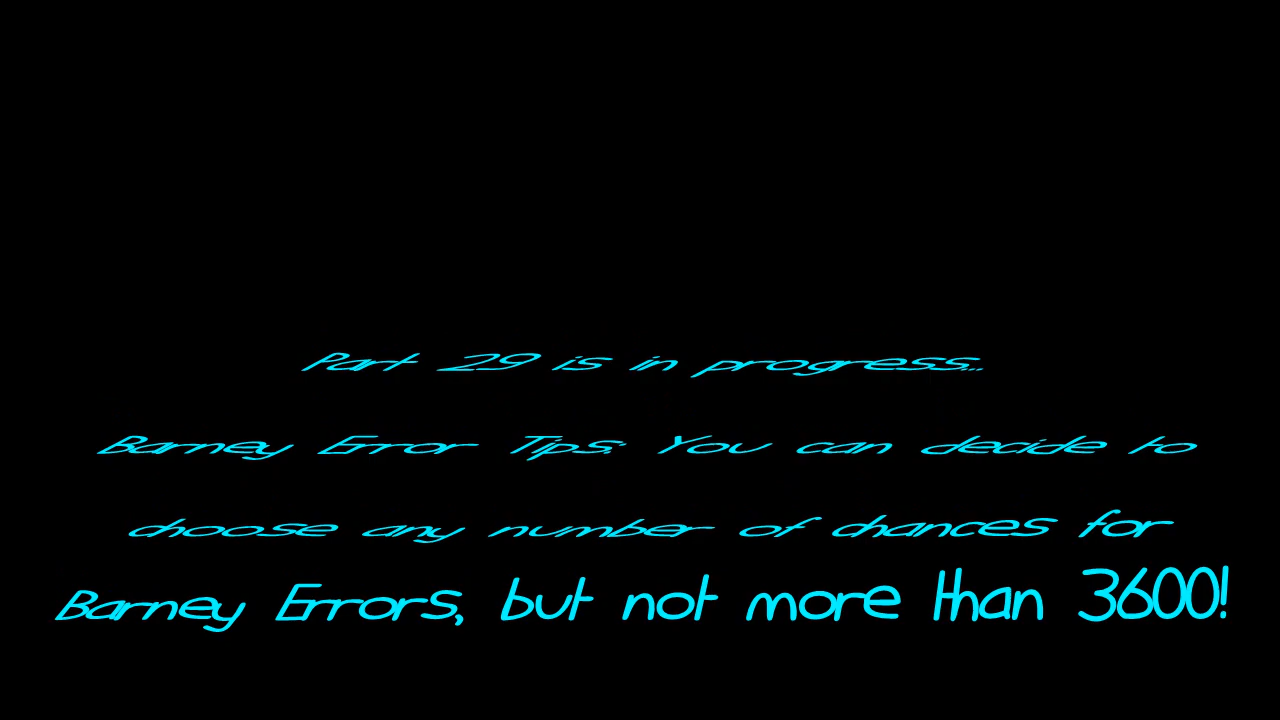 Part 29 is in progress...
Barney Error Tips: You can decide to
choose any number of chances for
Barney Errors, but not more than 3600!